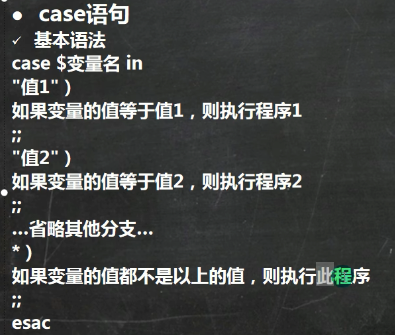 ● case语句
✓ 基本语法
case $变量名 in
"值1"）
如果变量的值等于值1，则执行程序1
;;
"值2"）
如果变量的值等于值2，则执行程序2
;;
…省略其他分支…
*）
如果变量的值都不是以上的值，则执行此程序
;;
esac